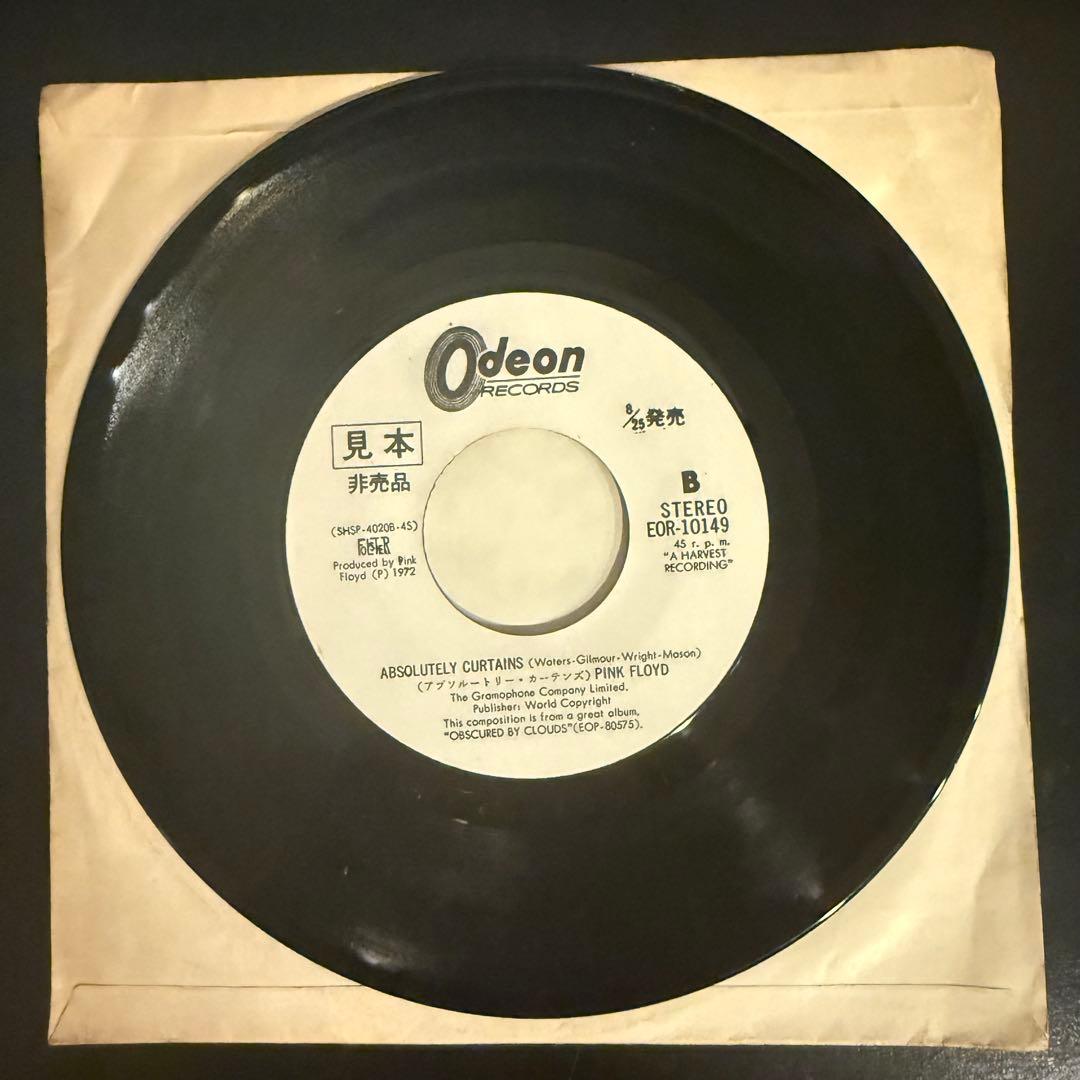 Odeon
RECORDS
8/25発売
見本
非売品
B
STEREO
EOR-10149
45 r. p. m.
"A HARVEST
RECORDING"
(SHSP-4020B-4S)
Produced by Pink
Floyd (P) 1972
ABSOLUTELY CURTAINS (Waters-Gilmour-Wright-Mason)
(アブソルートリー・カーテンズ) PINK FLOYD
The Gramophone Company Limited.
Publisher: World Copyright
This composition is from a great album,
"OBSCURED BY CLOUDS" (EOP-80575).